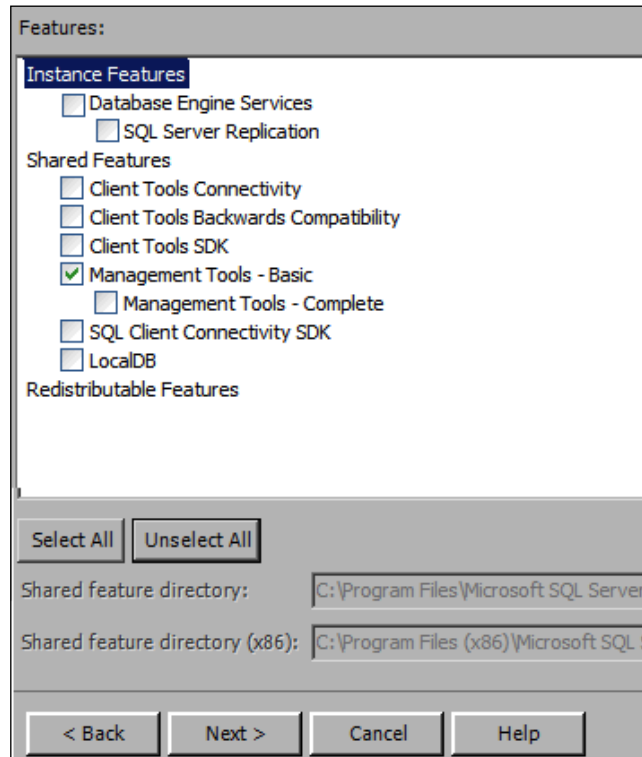 Features:
Instance Features
Database Engine Services
SQL Server Replication
Shared Features
Client Tools Connectivity
Client Tools Backwards Compatibility
Client Tools SDK
Management Tools - Basic
Management Tools - Complete
SQL Client Connectivity SDK
LocalDB
Redistributable Features
Select All Unselect All
Shared feature directory: C:\Program Files\Microsoft SQL Server
Shared feature directory (x86): C:\Program Files (x86)\Microsoft SQL
< Back Next > Cancel Help